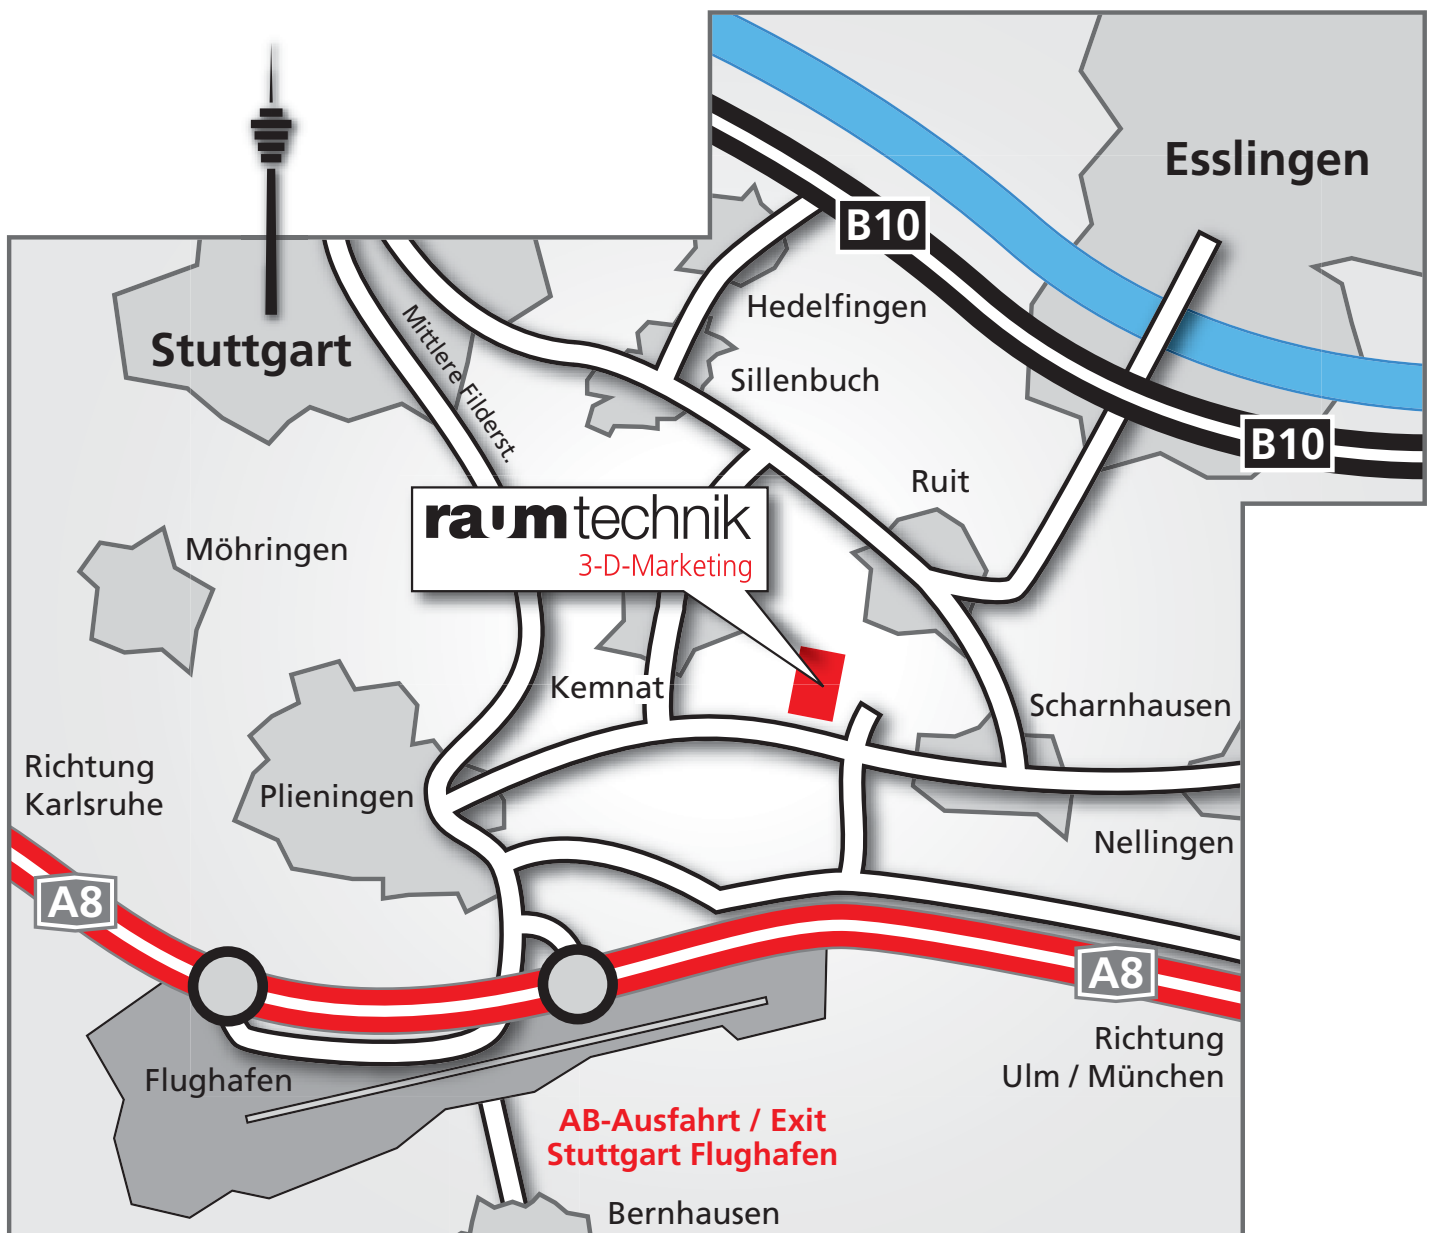 Esslingen
B10
Hedelfingen
Stuttgart
Mittlere Filderst.
Sillenbuch
B10
Ruit
raumtechnik
3-D-Marketing
Möhringen
Kemnat
Scharnhausen
Richtung
Karlsruhe
Plieningen
Nellingen
A8
A8
Richtung
Ulm / München
Flughafen
AB-Ausfahrt / Exit
Stuttgart Flughafen
Bernhausen